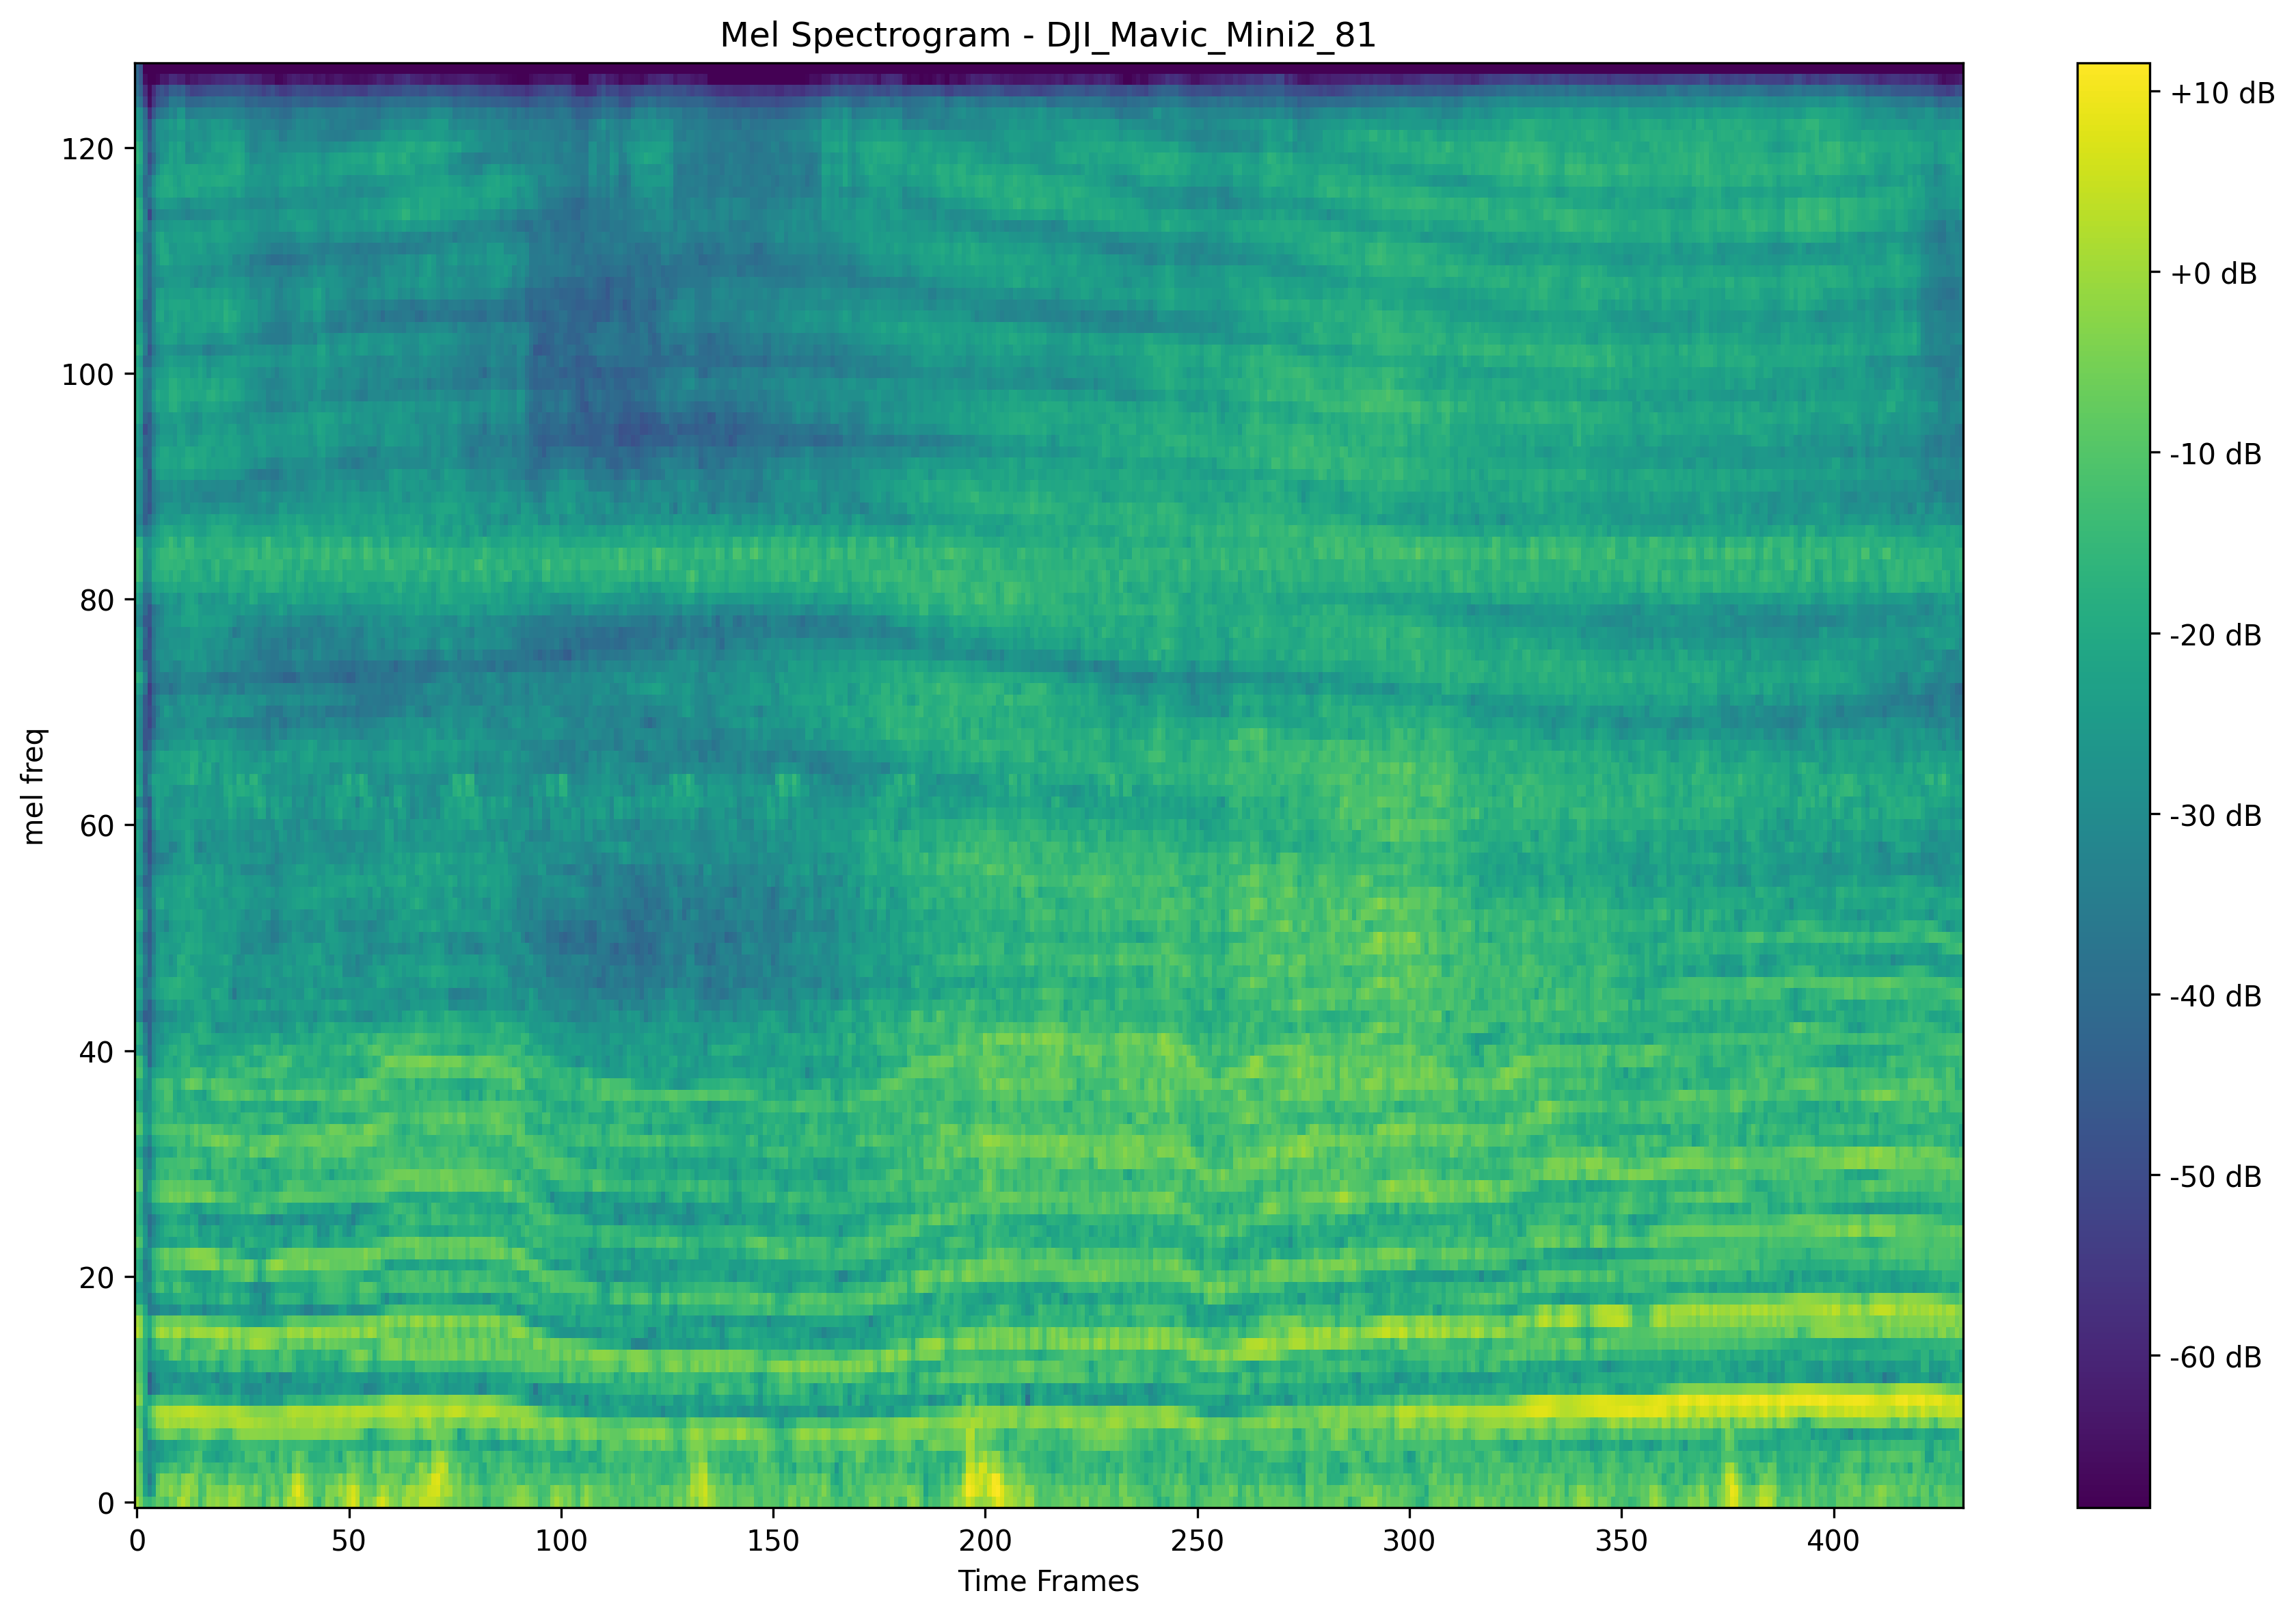 Mel Spectrogram - DJI_Mavic_Mini2_81
mel freq
120
100
80
60
40
20
0
0 50 100 150 200 250 300 350 400
Time Frames
+10 dB
+0 dB
-10 dB
-20 dB
-30 dB
-40 dB
-50 dB
-60 dB